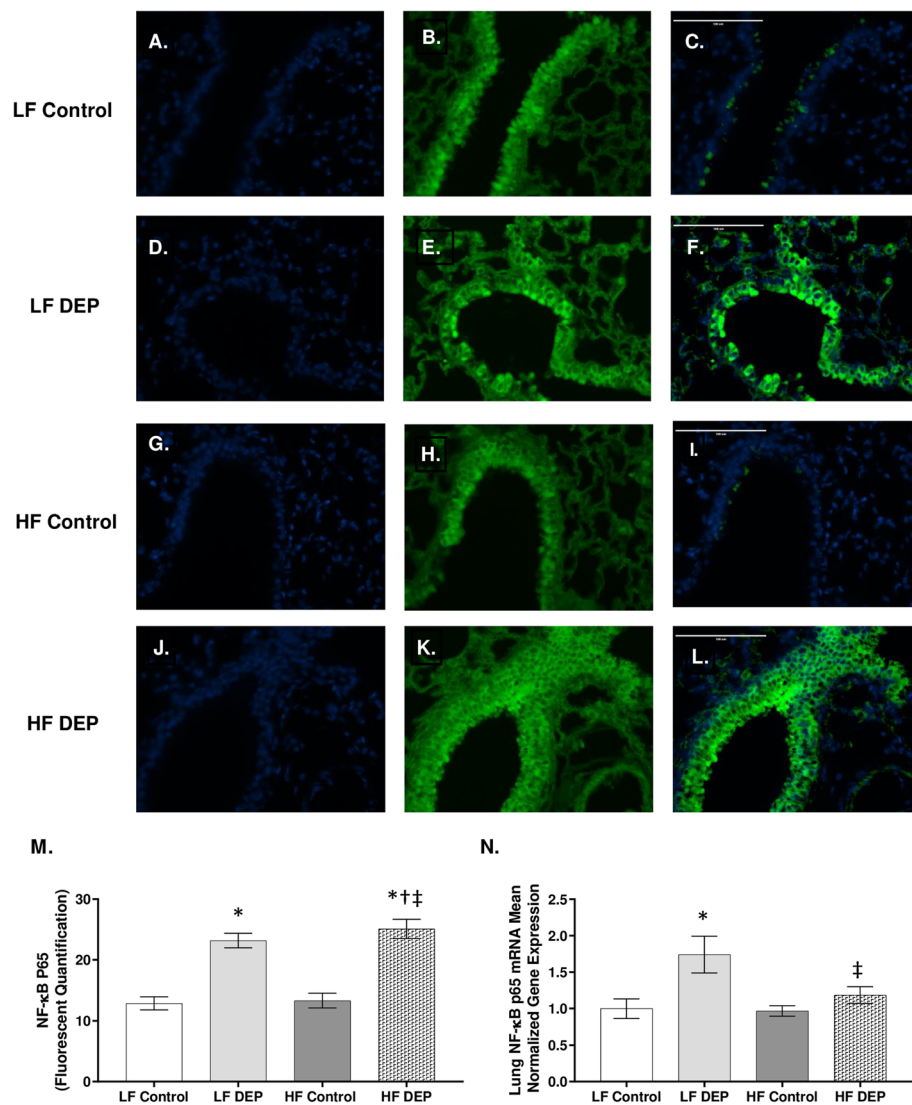 A.
B.
C.
LF Control
D.
E.
F.
LF DEP
G.
H.
I.
HF Control
J.
K.
L.
HF DEP
M.
N.
NF-κB P65
(Fluorescent Quantification)
30
20
10
0
*
*†‡
LF Control LF DEP HF Control HF DEP
Lung NF-κB p65 mRNA Mean
Normalized Gene Expression
2.5
2.0
1.5
1.0
0.5
0.0
*
‡
LF Control LF DEP HF Control HF DEP